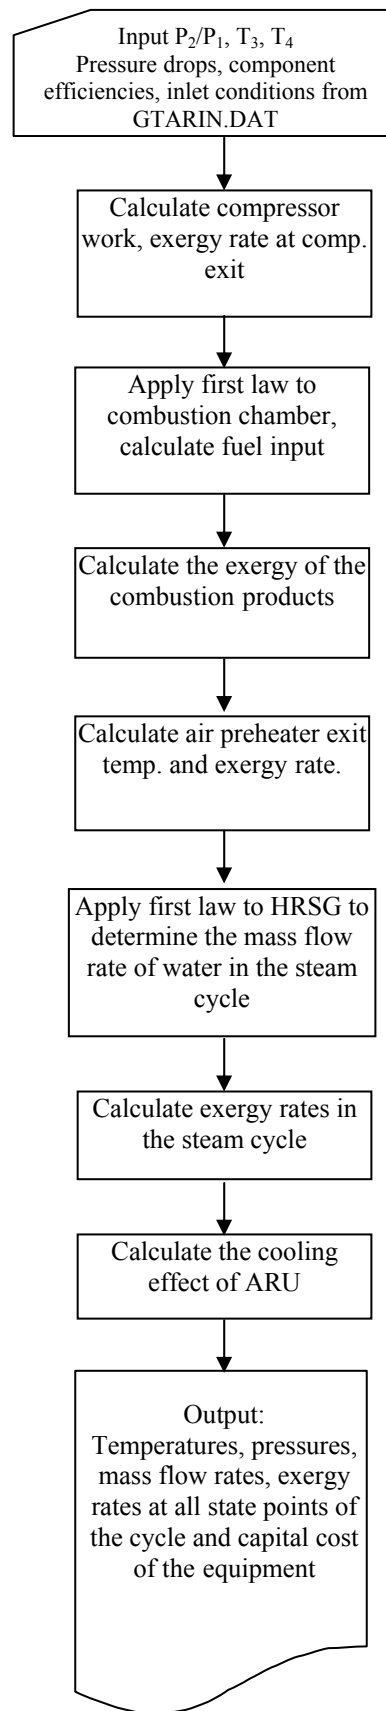 Input P₂/P₁, T₃, T₄
Pressure drops, component
efficiencies, inlet conditions from
GTARIN.DAT
Calculate compressor
work, exergy rate at comp.
exit
Apply first law to
combustion chamber,
calculate fuel input
Calculate the exergy of the
combustion products
Calculate air preheater exit
temp. and exergy rate.
Apply first law to HRSG to
determine the mass flow
rate of water in the steam
cycle
Calculate exergy rates in
the steam cycle
Calculate the cooling
effect of ARU
Output:
Temperatures, pressures,
mass flow rates, exergy
rates at all state points of
the cycle and capital cost
of the equipment